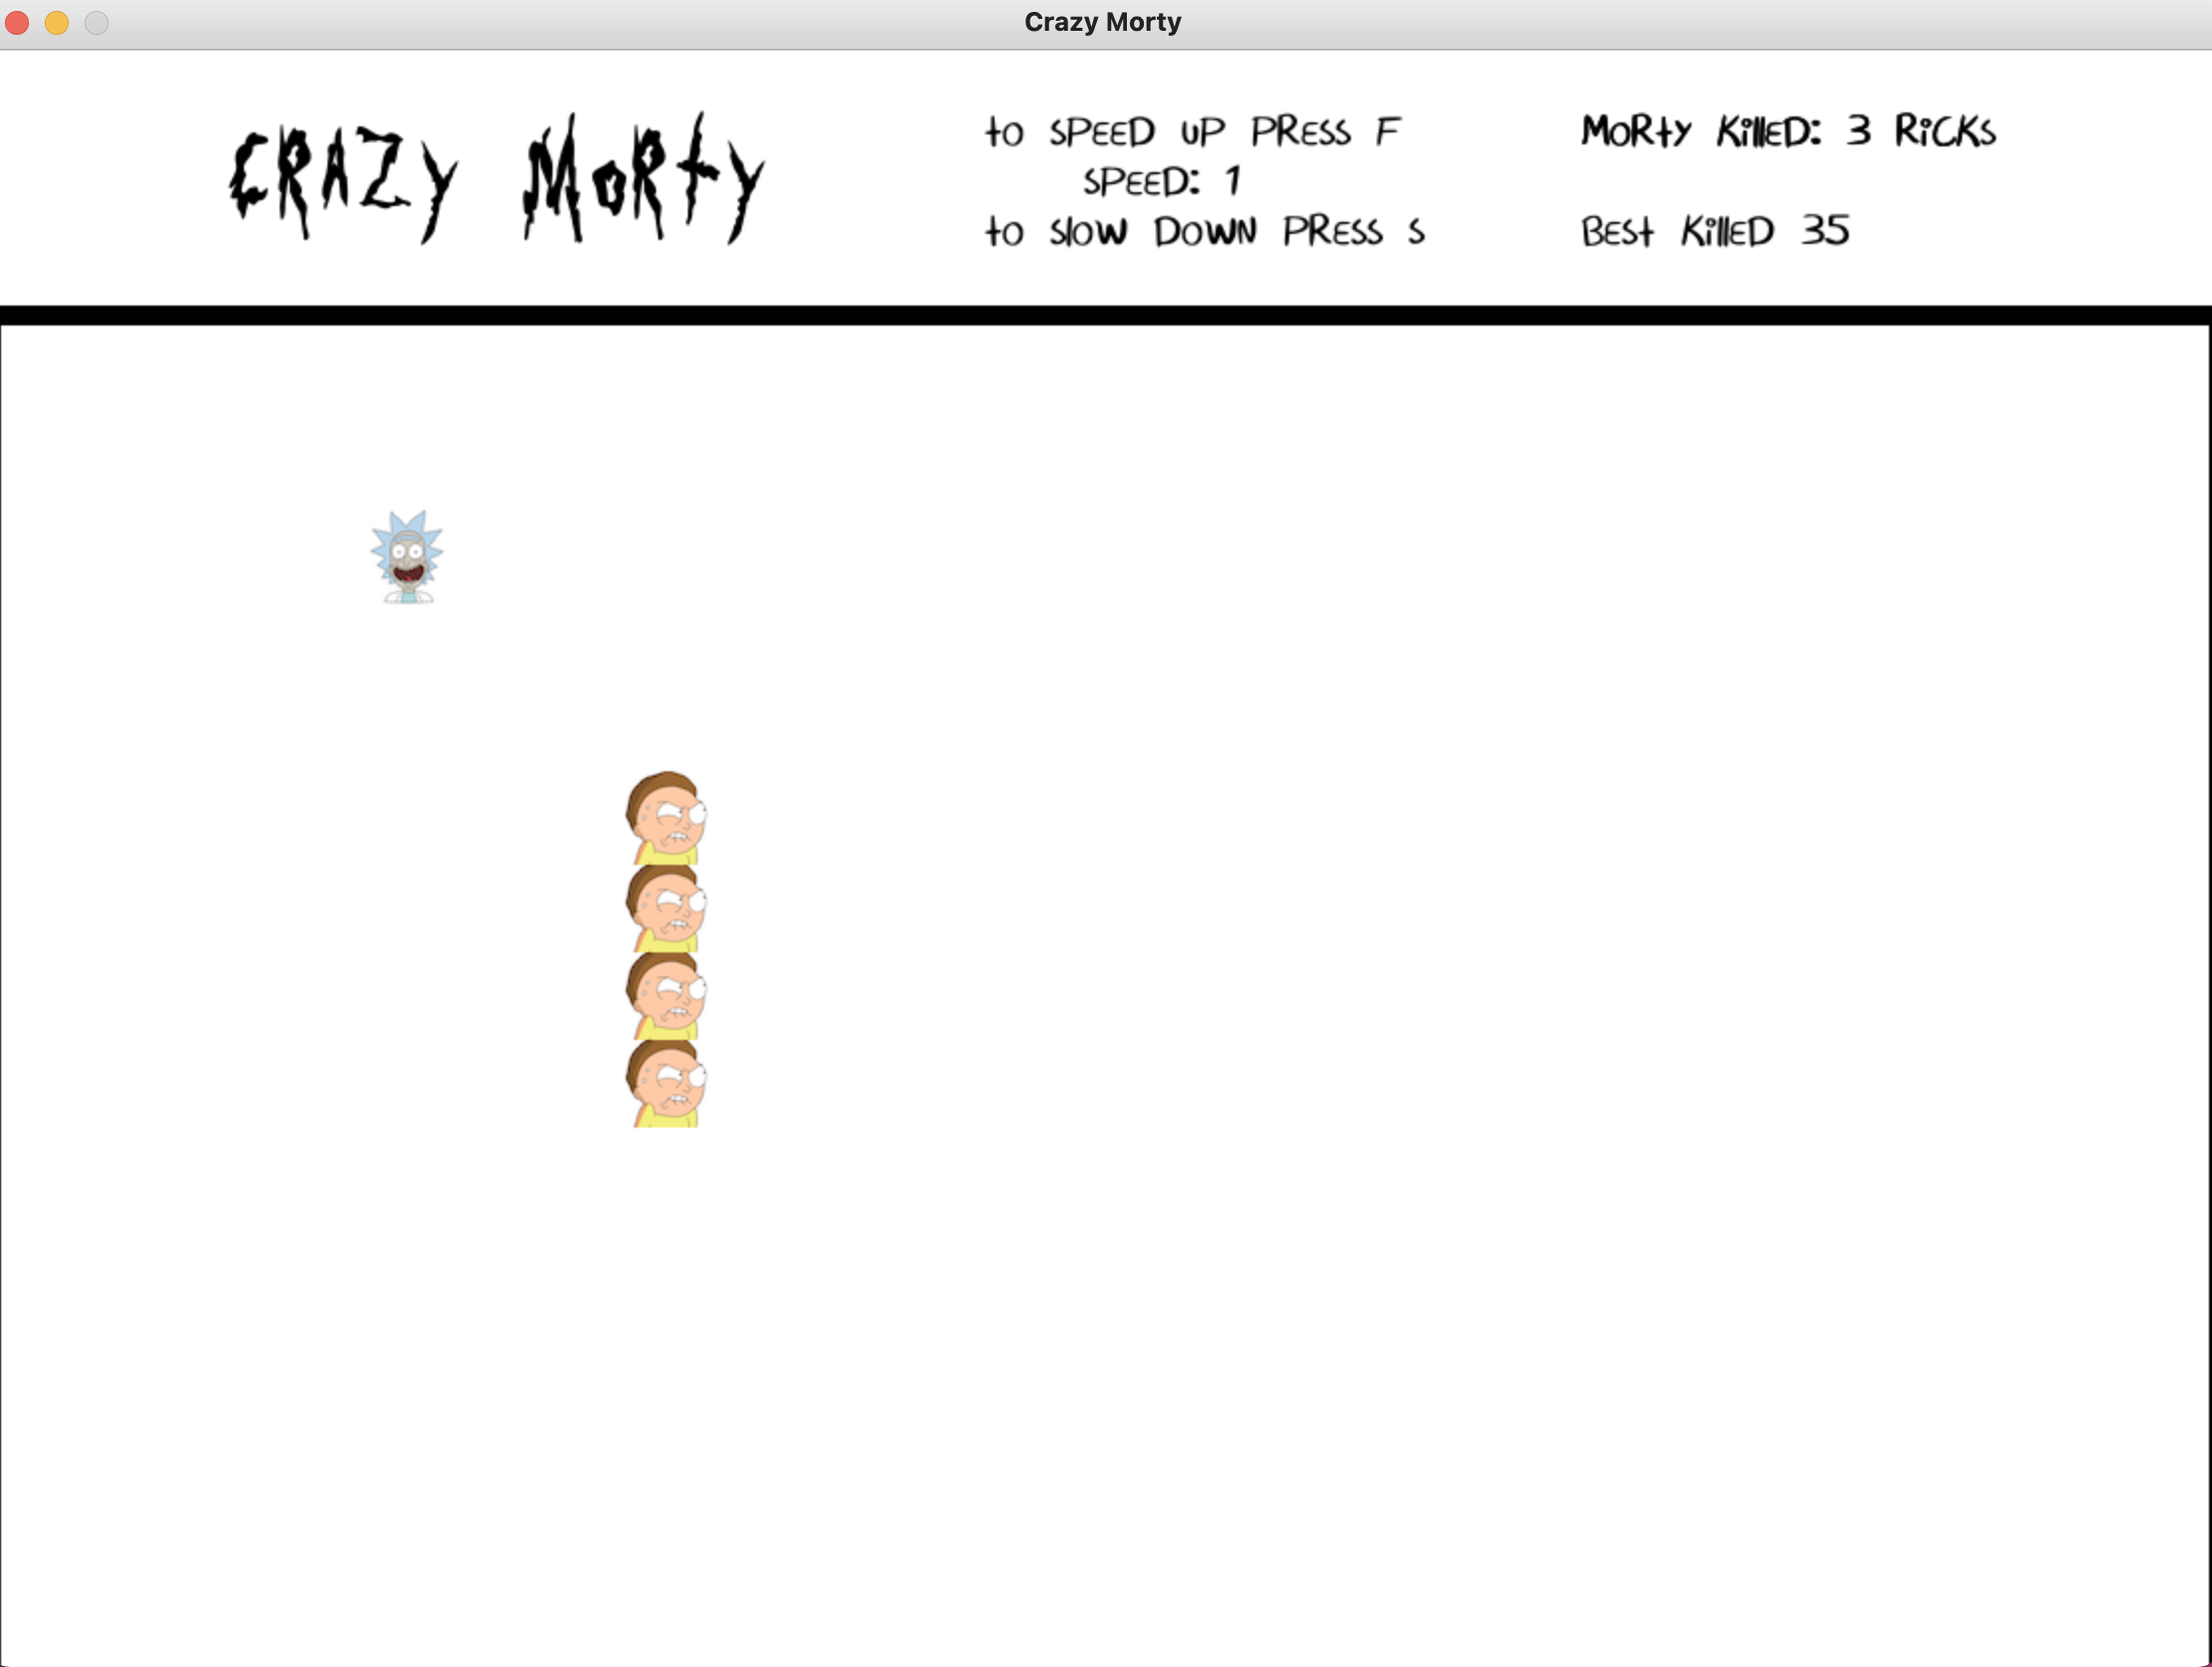 Crazy Morty
CRAZy MoRty
to SPEED uP PRESS F
SPEED: 1
to slow DoWN PRESS s
MoRty KillED: 3 RiCKs
BEst KillED 35